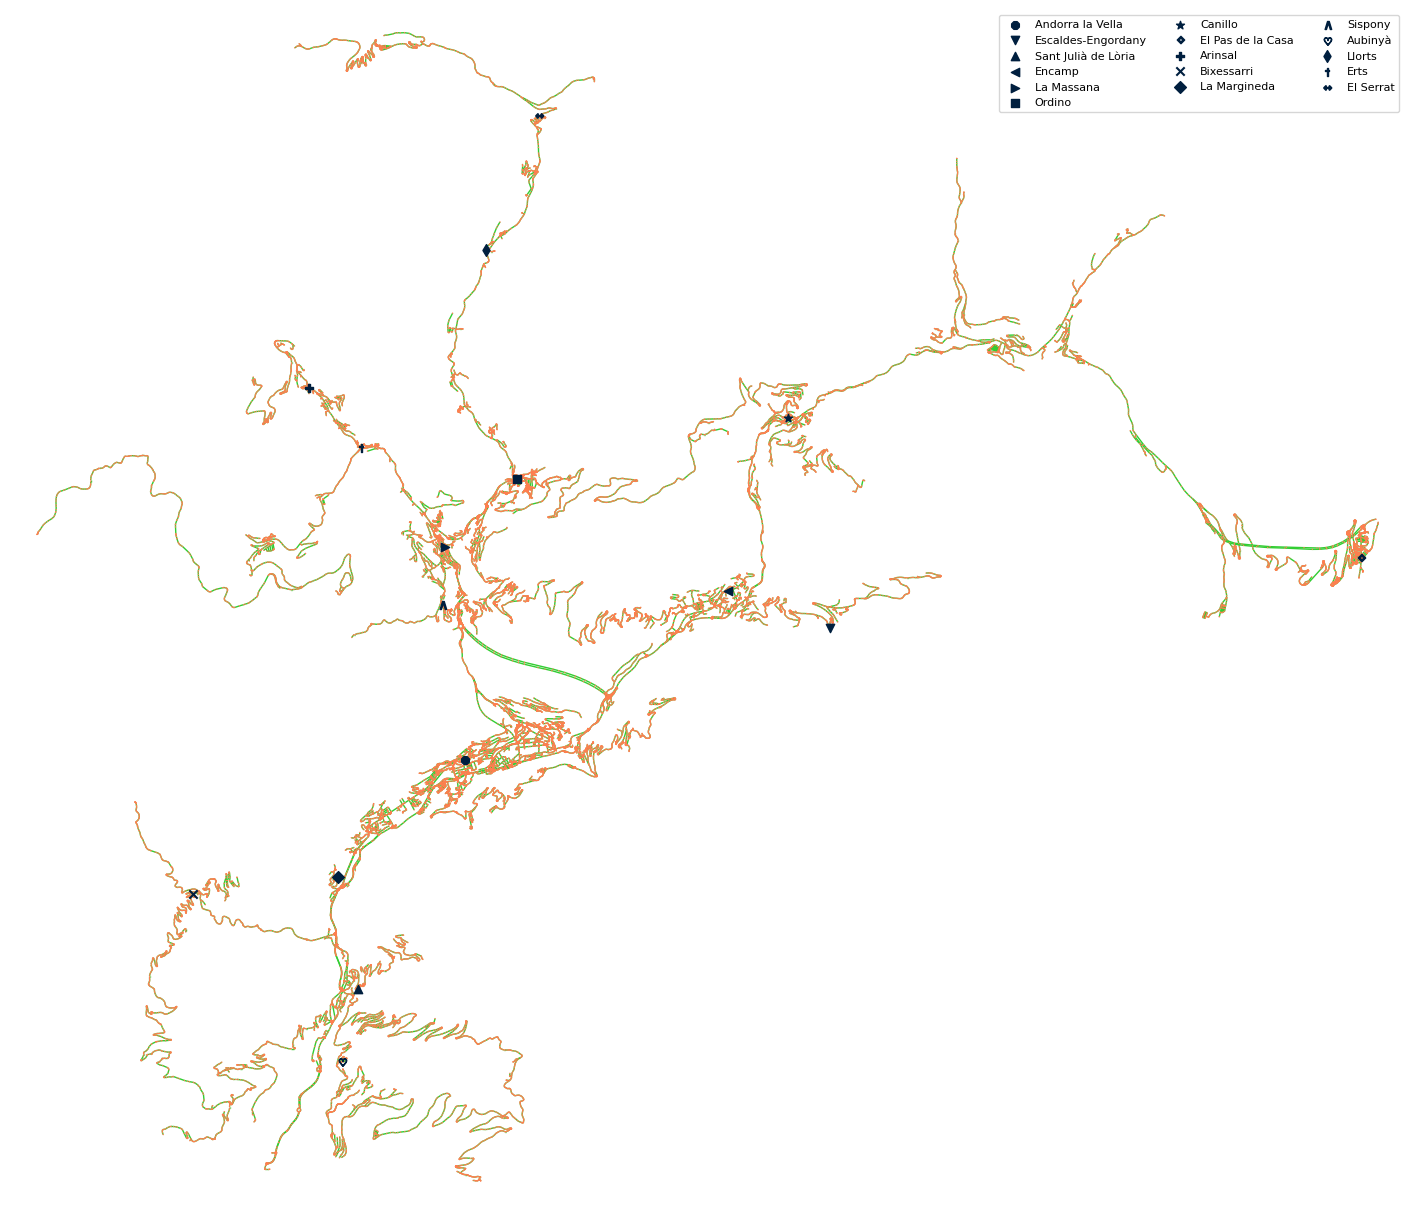 Andorra la Vella
Escaldes-Engordany
Sant Julià de Lòria
Encamp
La Massana
Ordino
Canillo
El Pas de la Casa
Arinsal
Bixessarri
La Margineda
Sispony
Aubinyà
Llorts
Erts
El Serrat